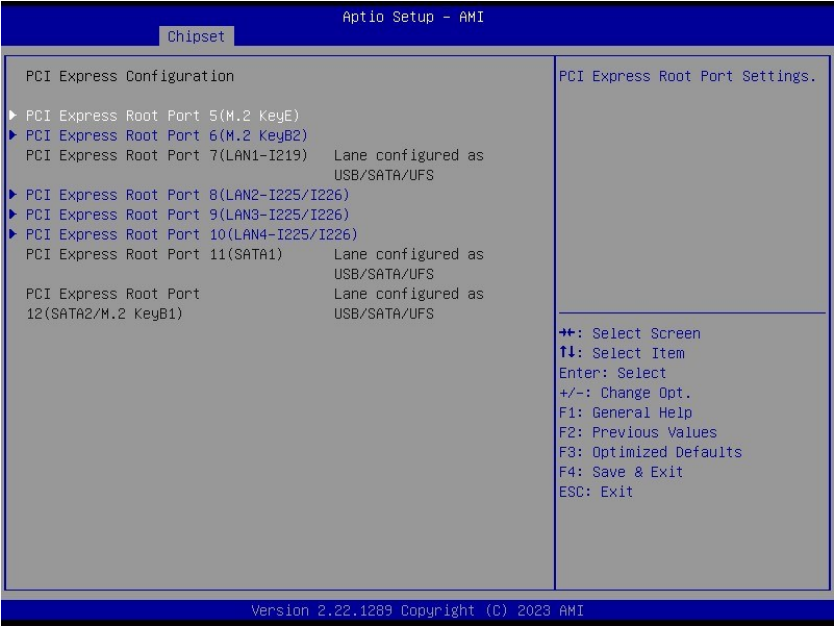 Aptio Setup – AMI
Chipset
PCI Express Configuration
PCI Express Root Port 5(M.2 KeyE)
PCI Express Root Port 6(M.2 KeyB2)
PCI Express Root Port 7(LAN1-I219) Lane configured as
USB/SATA/UFS
PCI Express Root Port 8(LAN2-I225/I226)
PCI Express Root Port 9(LAN3-I225/I226)
PCI Express Root Port 10(LAN4-I225/I226)
PCI Express Root Port 11(SATA1) Lane configured as
USB/SATA/UFS
PCI Express Root Port Lane configured as
12(SATA2/M.2 KeyB1) USB/SATA/UFS
PCI Express Root Port Settings.
→←: Select Screen
↑↓: Select Item
Enter: Select
+/-: Change Opt.
F1: General Help
F2: Previous Values
F3: Optimized Defaults
F4: Save & Exit
ESC: Exit
Version 2.22.1289 Copyright (C) 2023 AMI